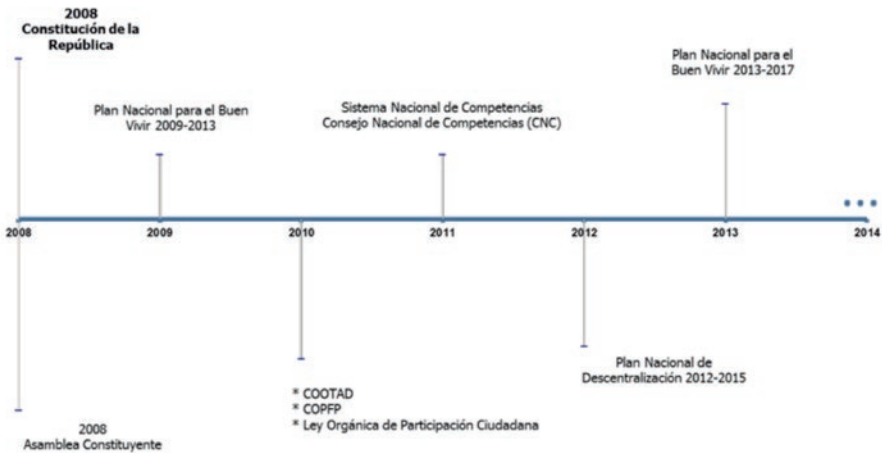 2008
Constitución de la
República
Plan Nacional para el Buen
Vivir 2009-2013
Sistema Nacional de Competencias
Consejo Nacional de Competencias (CNC)
Plan Nacional para el
Buen Vivir 2013-2017
2008
2009
2010
2011
2012
2013
2014
2008
Asamblea Constituyente
* COOTAD
* COPFP
* Ley Orgánica de Participación Ciudadana
Plan Nacional de
Descentralización 2012-2015